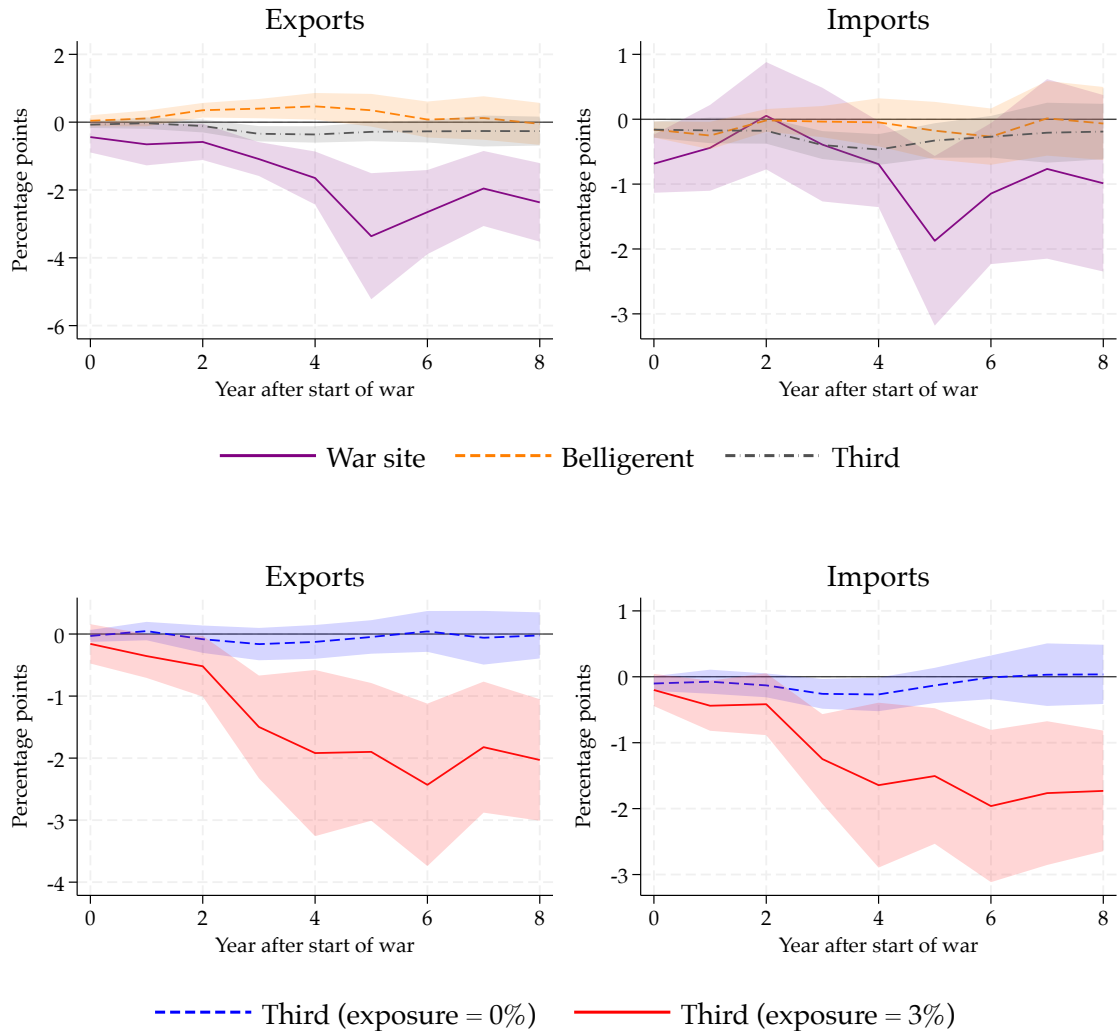 Exports
Imports
Percentage points
2
0
-2
-4
-6
0 2 4 6 8
Year after start of war
Percentage points
1
0
-1
-2
-3
0 2 4 6 8
Year after start of war
War site Belligerent Third
Exports
Imports
Percentage points
0
-1
-2
-3
-4
0 2 4 6 8
Year after start of war
Percentage points
1
0
-1
-2
-3
0 2 4 6 8
Year after start of war
Third (exposure = 0%) Third (exposure = 3%)